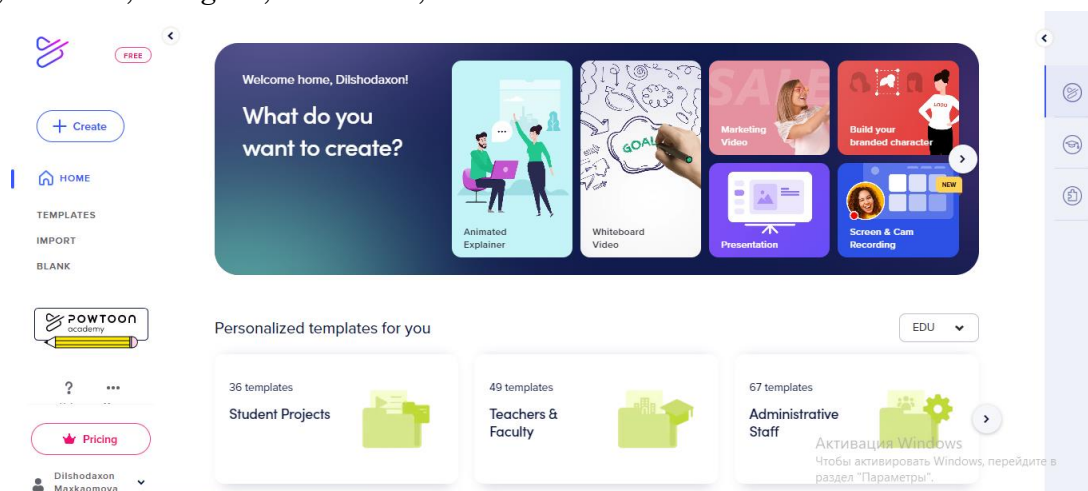 FREE
+ Create
HOME
TEMPLATES
IMPORT
BLANK
POWTOON
academy
?
Pricing
Dilshodaxon
Maxkaomova
Welcome home, Dilshodaxon!
What do you
want to create?
Animated
Explainer
GOAL
Whiteboard
Video
SALE
Marketing
Video
LOGO
Build your
branded character
Presentation
NEW
Screen & Cam
Recording
Personalized templates for you
EDU
36 templates
Student Projects
49 templates
Teachers &
Faculty
67 templates
Administrative
Staff
Активация Windows
Чтобы активировать Windows, перейдите в
раздел "Параметры".